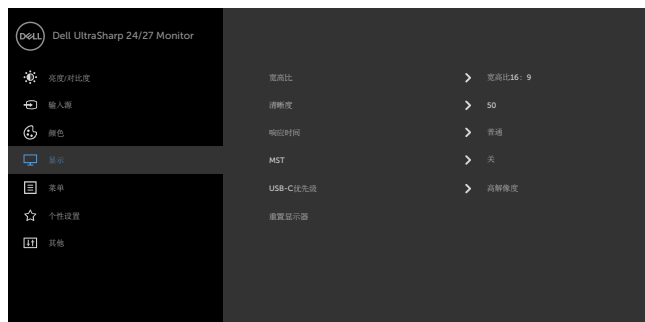 DELL Dell UltraSharp 24/27 Monitor
亮度/对比度
宽高比 宽高比16：9
输入源
清晰度 50
颜色
响应时间 普通
显示
MST 关
菜单
USB-C优先级 高解像度
个性设置
重置显示器
其他